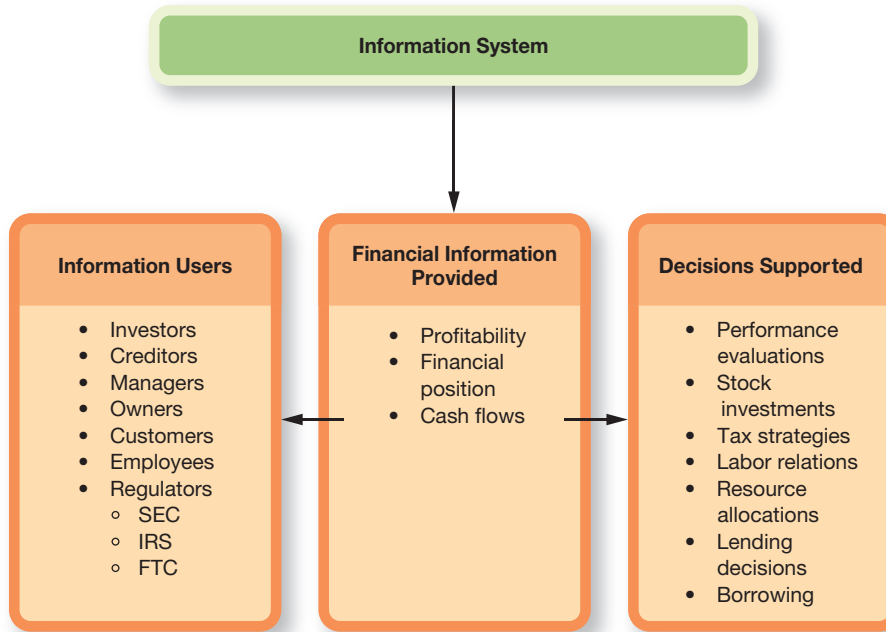 Information System
Information Users
• Investors
• Creditors
• Managers
• Owners
• Customers
• Employees
• Regulators
◦ SEC
◦ IRS
◦ FTC
Financial Information
Provided
• Profitability
• Financial
position
• Cash flows
Decisions Supported
• Performance
evaluations
• Stock
investments
• Tax strategies
• Labor relations
• Resource
allocations
• Lending
decisions
• Borrowing